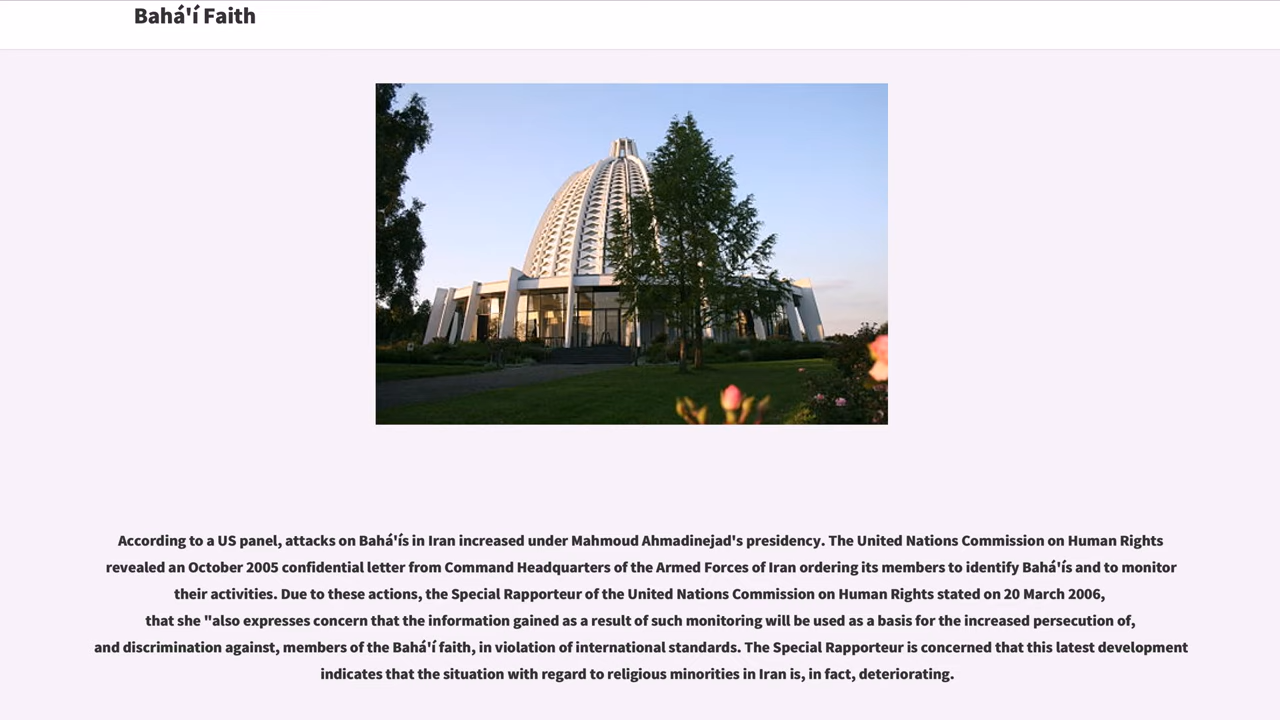 Bahá'í Faith
According to a US panel, attacks on Bahá'ís in Iran increased under Mahmoud Ahmadinejad's presidency. The United Nations Commission on Human Rights
revealed an October 2005 confidential letter from Command Headquarters of the Armed Forces of Iran ordering its members to identify Bahá'ís and to monitor
their activities. Due to these actions, the Special Rapporteur of the United Nations Commission on Human Rights stated on 20 March 2006,
that she "also expresses concern that the information gained as a result of such monitoring will be used as a basis for the increased persecution of,
and discrimination against, members of the Bahá'í faith, in violation of international standards. The Special Rapporteur is concerned that this latest development
indicates that the situation with regard to religious minorities in Iran is, in fact, deteriorating.